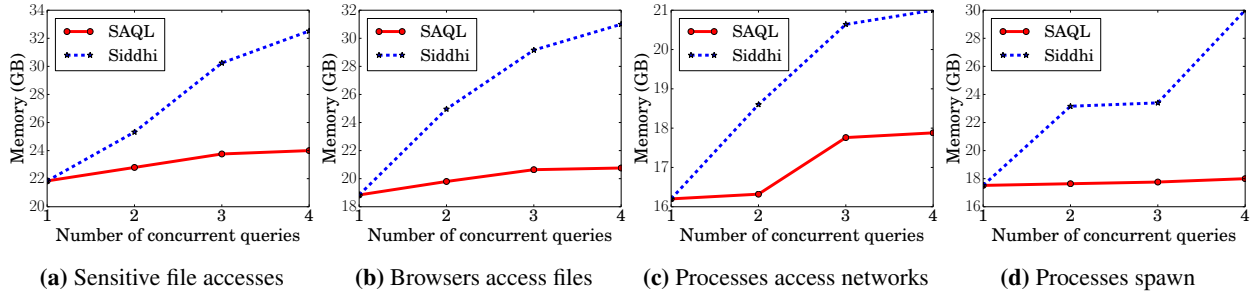 34
32
30
28
26
24
22
20
Memory (GB)
SAQL
Siddhi
1 2 3 4
Number of concurrent queries
(a) Sensitive file accesses
34
32
30
28
26
24
22
20
18
Memory (GB)
SAQL
Siddhi
1 2 3 4
Number of concurrent queries
(b) Browsers access files
21
20
19
18
17
16
Memory (GB)
SAQL
Siddhi
1 2 3 4
Number of concurrent queries
(c) Processes access networks
30
28
26
24
22
20
18
16
Memory (GB)
SAQL
Siddhi
1 2 3 4
Number of concurrent queries
(d) Processes spawn